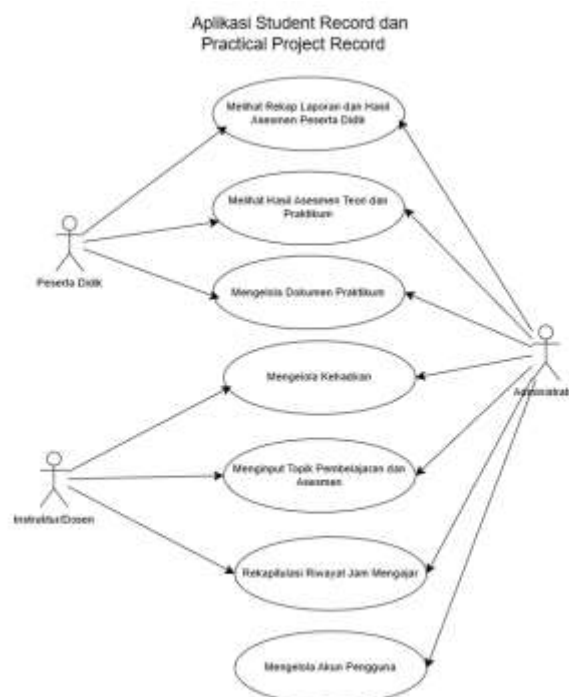 Aplikasi Student Record dan
Practical Project Record
Melihat Rekap Laporan dan Hasil
Asesmen Peserta Didik
Melihat Hasil Asesmen Teori dan
Praktikum
Peserta Didik
Mengelola Dokumen Praktikum
Mengelola Kehadiran
Administrat
Menginput Topik Pembelajaran dan
Asesmen
Instruktur/Dosen
Rekapitulasi Riwayat Jam Mengajar
Mengelola Akun Pengguna